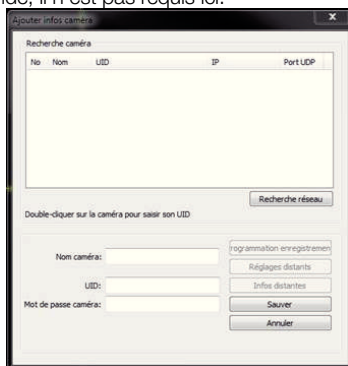 il n'est pas requis ici.
Ajouter infos caméra
x
Recherche caméra
No Nom UID IP Port UDP
Recherche réseau
Double-cliquer sur la caméra pour saisir son UID
Nom caméra:
UID:
Mot de passe caméra:
rogrammation enregistremen
Réglages distants
Infos distantes
Sauver
Annuler